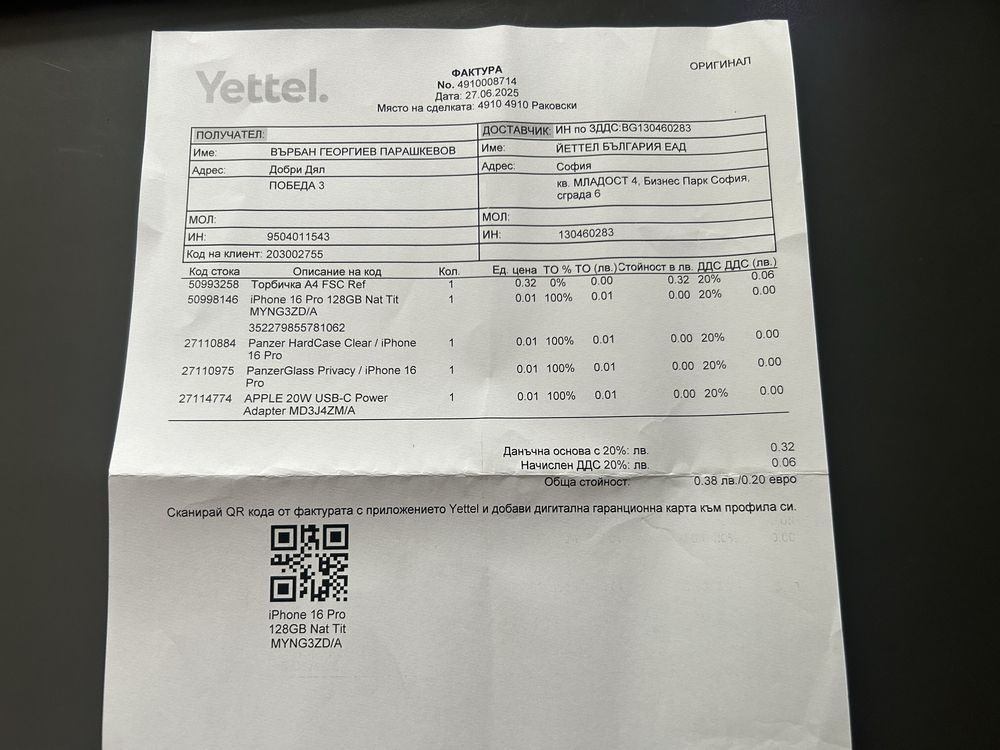 Yettel.
ФАКТУРА
No. 4910008714
Дата: 27.06.2025
Място на сделката: 4910 4910 Раковски
ОРИГИНАЛ
ПОЛУЧАТЕЛ:
Име: ВЪРБАН ГЕОРГИЕВ ПАРАШКЕВОВ
Адрес: Добри Дял
ПОБЕДА 3
МОЛ:
ИН: 9504011543
Код на клиент: 203002755
ДОСТАВЧИК: ИН по ЗДДС:BG130460283
Име: ЙЕТТЕЛ БЪЛГАРИЯ ЕАД
Адрес: София
кв. МЛАДОСТ 4, Бизнес Парк София,
сграда 6
МОЛ:
ИН: 130460283
Код стока Описание на код Кол. Ед. цена ТО % ТО (лв.) Стойност в лв. ДДС ДДС (лв.)
50993258 Торбичка A4 FSC Ref 1 0.32 0% 0.00 0.32 20% 0.06
50998146 iPhone 16 Pro 128GB Nat Tit 1 0.01 100% 0.01 0.00 20% 0.00
MYNG3ZD/A
352279855781062
27110884 Panzer HardCase Clear / iPhone 1 0.01 100% 0.01 0.00 20% 0.00
16 Pro
27110975 PanzerGlass Privacy / iPhone 16 1 0.01 100% 0.01 0.00 20% 0.00
Pro
27114774 APPLE 20W USB-C Power 1 0.01 100% 0.01 0.00 20% 0.00
Adapter MD3J4ZM/A
Данъчна основа с 20%: лв. 0.32
Начислен ДДС 20%: лв. 0.06
Обща стойност: 0.38 лв./0.20 евро
Сканирай QR кода от фактурата с приложението Yettel и добави дигитална гаранционна карта към профила си.
iPhone 16 Pro
128GB Nat Tit
MYNG3ZD/A